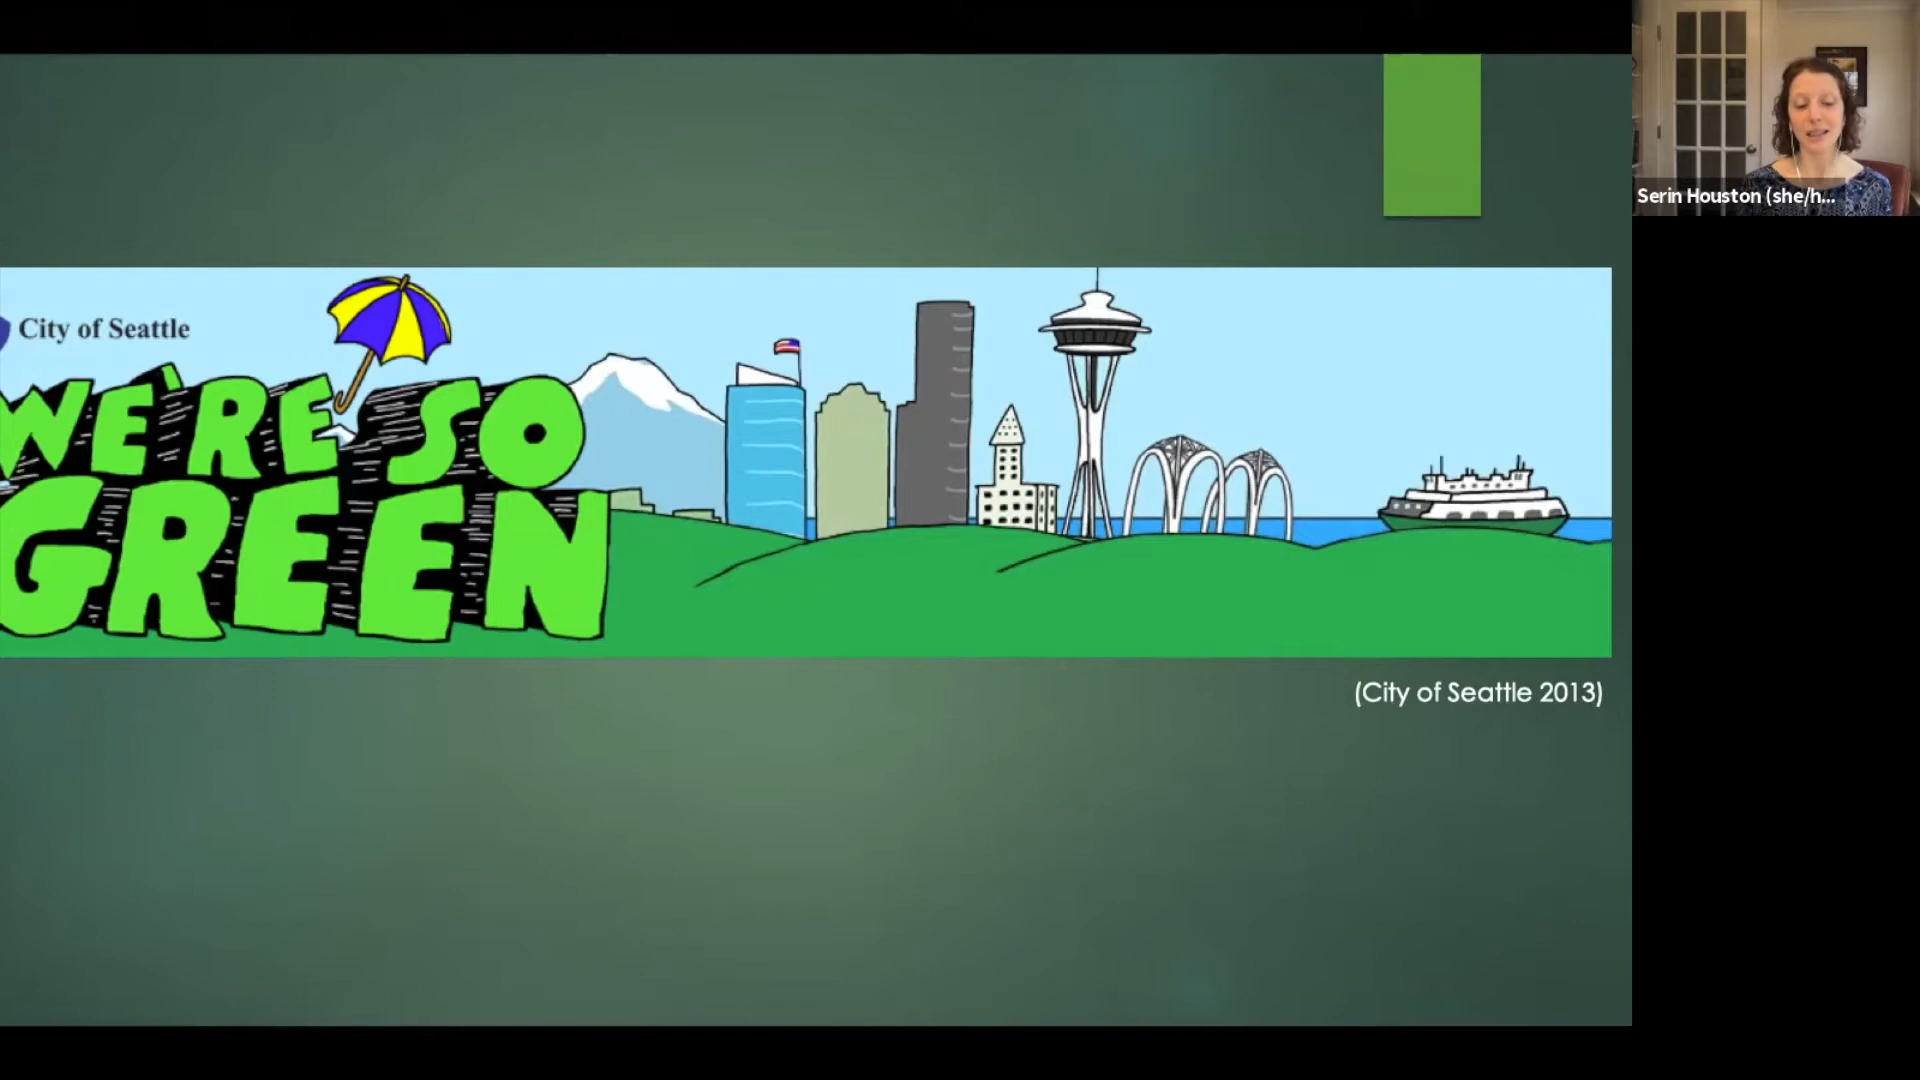 City of Seattle
WE'RE SO
GREEN
(City of Seattle 2013)
Serin Houston (she/h...